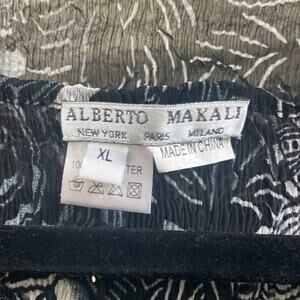 ALBERTO MAKALI
NEW YORK PARIS MILANO
XL
MADE IN CHINA